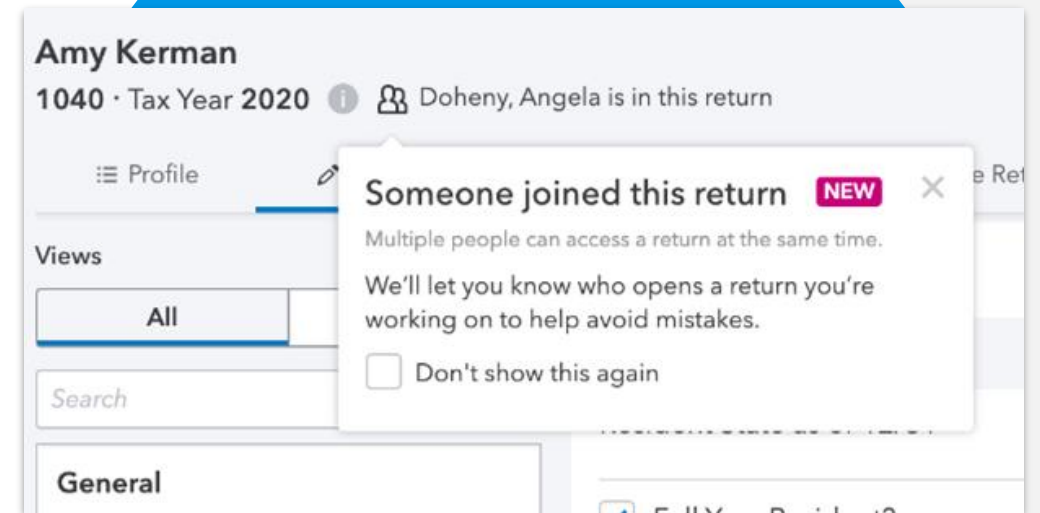 Amy Kerman
1040 · Tax Year 2020 Doheny, Angela is in this return
Profile
Someone joined this return NEW
Multiple people can access a return at the same time.
We'll let you know who opens a return you're
working on to help avoid mistakes.
Don't show this again
Views
All
Search
General